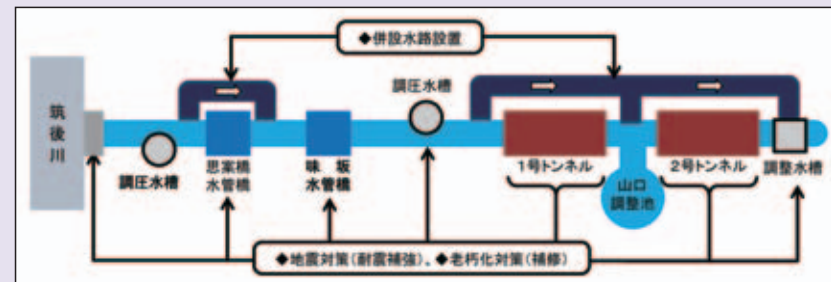 ◆併設水路設置
筑後川
調圧水槽
思案橋
水管橋
味坂
水管橋
調圧水槽
1号トンネル
山口
調整池
2号トンネル
調整水槽
◆地震対策(耐震補強)、◆老朽化対策(補修)